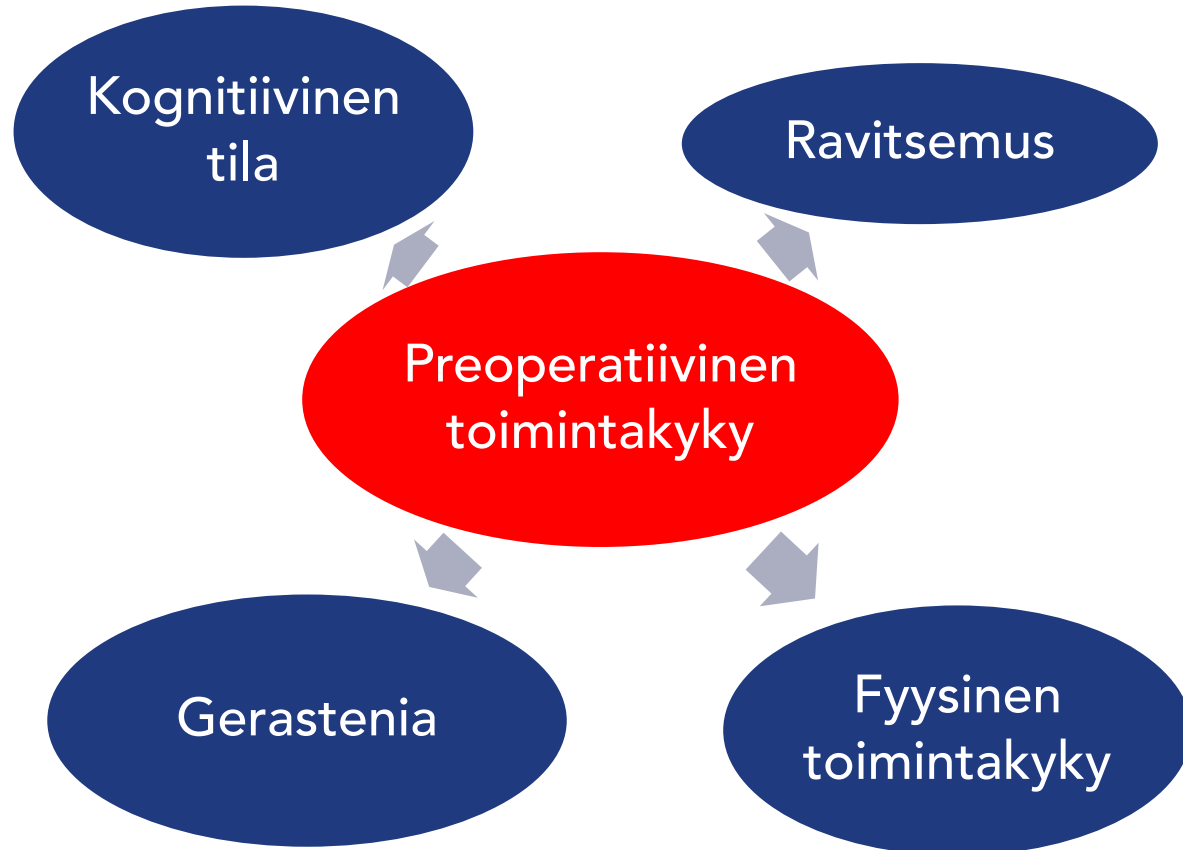 Kognitiivinen
tila
Ravitsemus
Preoperatiivinen
toimintakyky
Gerastenia
Fyysinen
toimintakyky